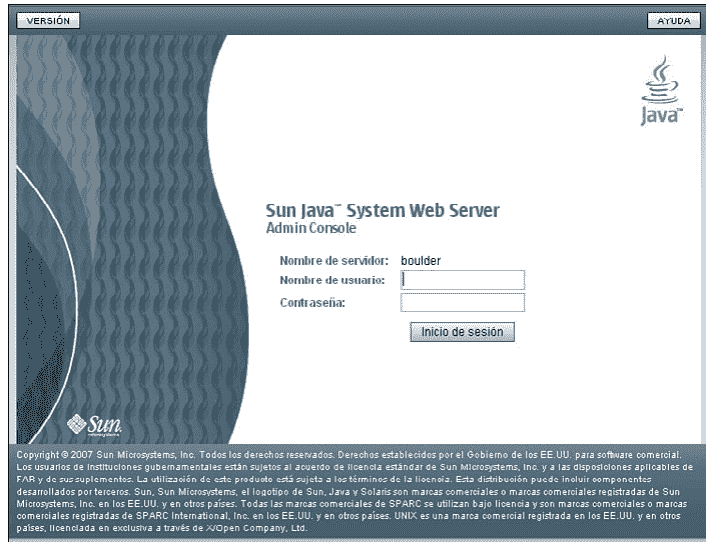 VERSIÓN
AYUDA
Java™
Sun Java™ System Web Server
Admin Console
Nombre de servidor: boulder
Nombre de usuario:
Contraseña:
Inicio de sesión
Sun
microsystems
Copyright © 2007 Sun Microsystems, Inc. Todos los derechos reservados. Derechos establecidos por el Gobierno de los EE.UU. para software comercial.
Los usuarios de instituciones gubernamentales están sujetos al acuerdo de licencia estándar de Sun Microsystems, Inc. y a las disposiciones aplicables de
FAR y de sus suplementos. La utilización de este producto está sujeta a los términos de la licencia. Esta distribución puede incluir componentes
desarrollados por terceros. Sun, Sun Microsystems, el logotipo de Sun, Java y Solaris son marcas comerciales o marcas comerciales registradas de Sun
Microsystems, Inc. en los EE.UU. y en otros países. Todas las marcas comerciales de SPARC se utilizan bajo licencia y son marcas comerciales o marcas
comerciales registradas de SPARC International, Inc. en los EE.UU. y en otros países. UNIX es una marca comercial registrada en los EE.UU. y en otros
países, licenciada en exclusiva a través de X/Open Company, Ltd.